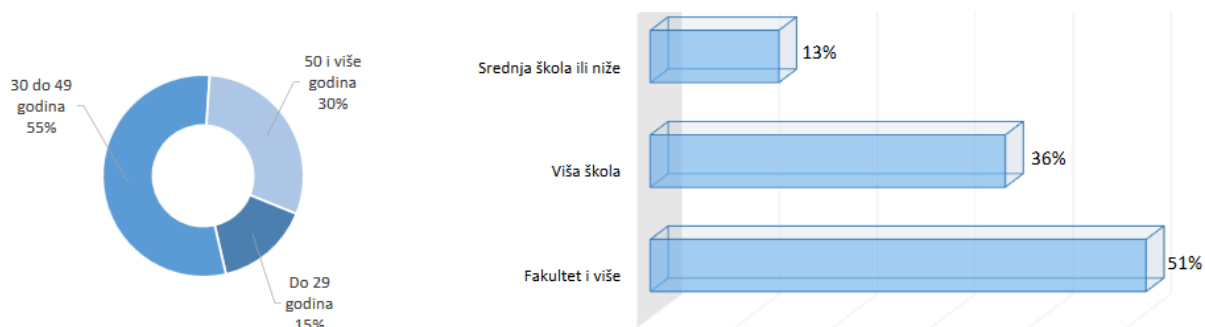 30 do 49
godina
55%
50 i više
godina
30%
Do 29
godina
15%
Srednja škola ili niže
13%
Viša škola
36%
Fakultet i više
51%